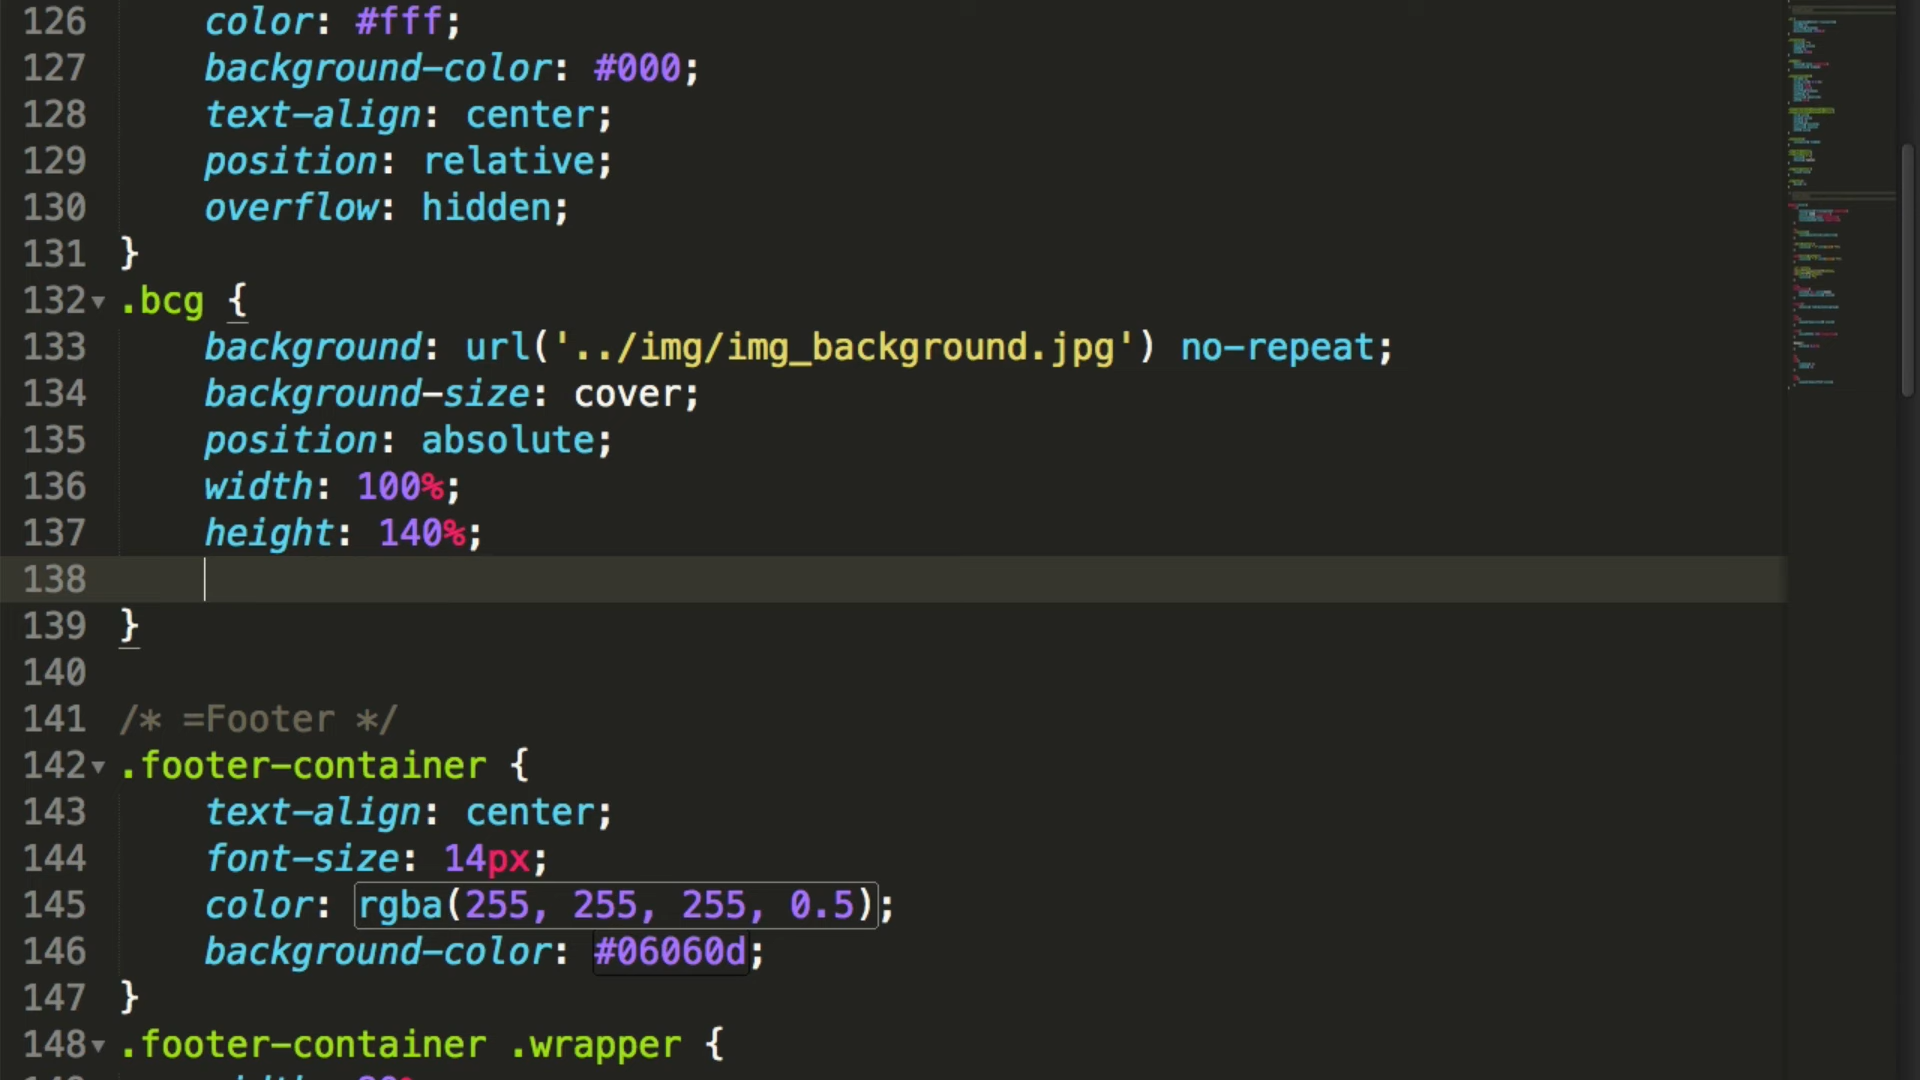 126 color: #fff;
127 background-color: #000;
128 text-align: center;
129 position: relative;
130 overflow: hidden;
131 }
132 .bcg {
133 background: url('../img/img_background.jpg') no-repeat;
134 background-size: cover;
135 position: absolute;
136 width: 100%;
137 height: 140%;
138
139 }
140
141 /* =Footer */
142 .footer-container {
143 text-align: center;
144 font-size: 14px;
145 color: rgba(255, 255, 255, 0.5);
146 background-color: #06060d;
147 }
148 .footer-container .wrapper {